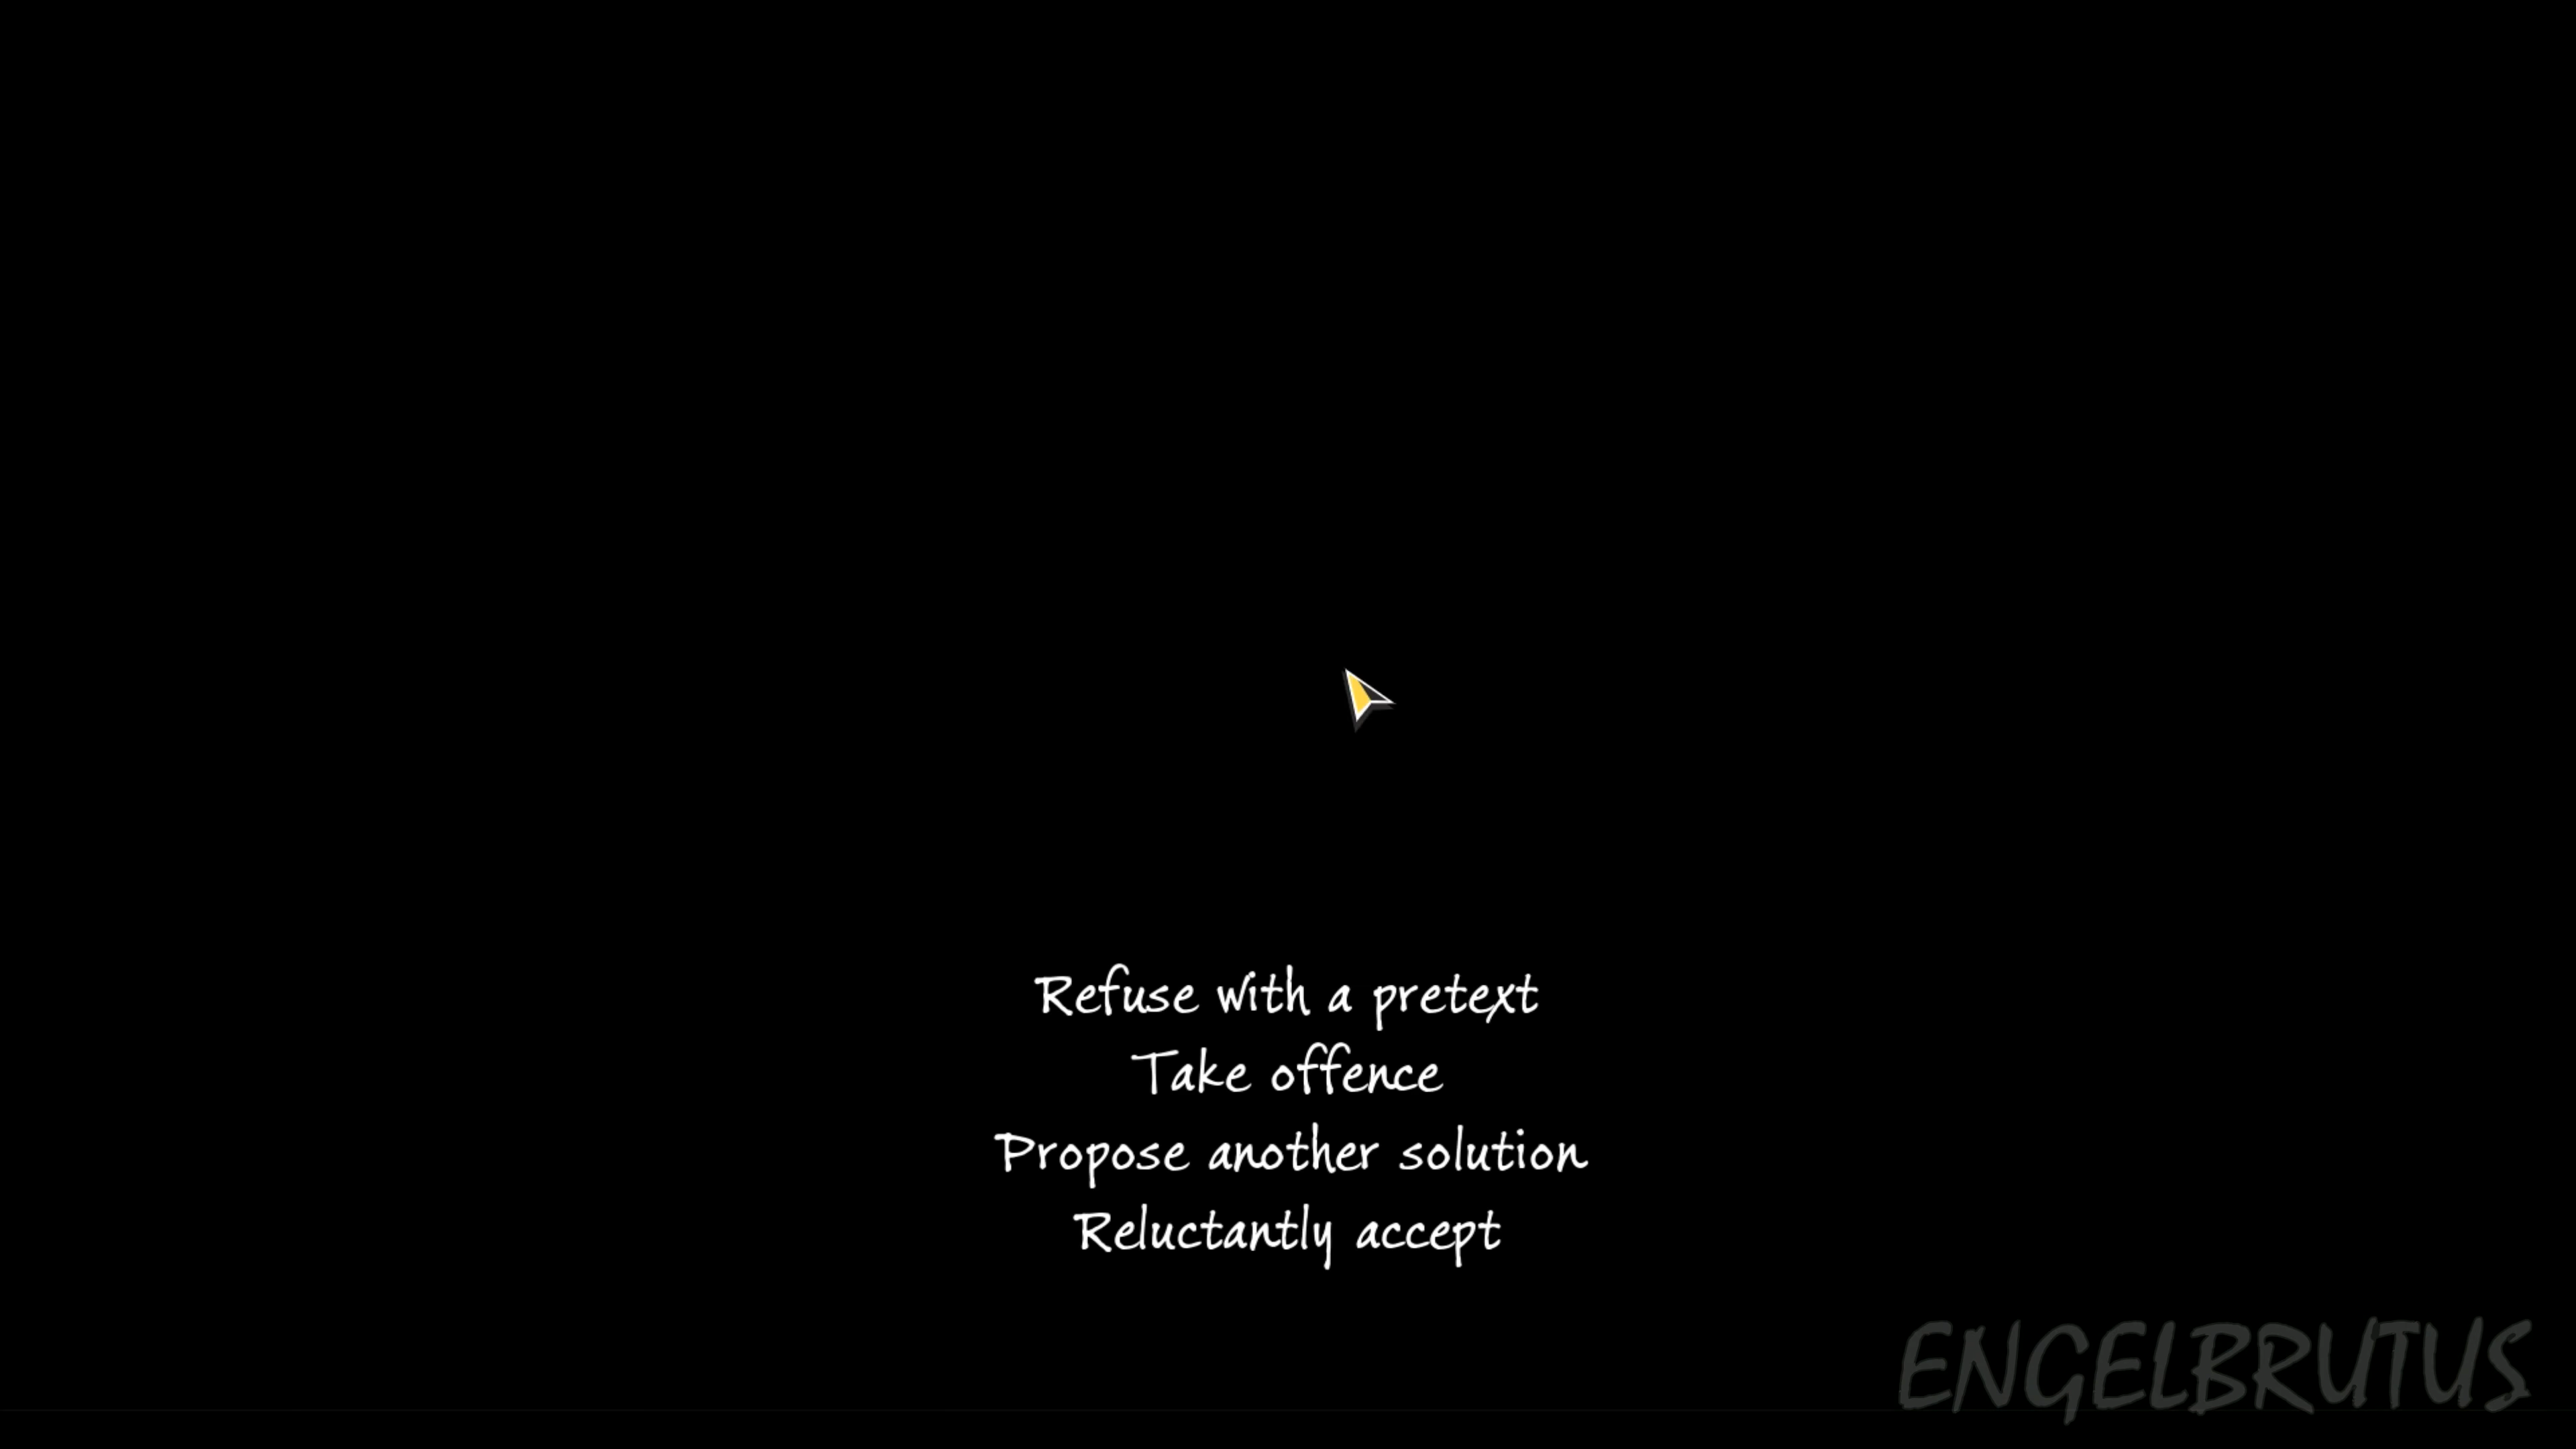 Refuse with a pretext
Take offence
Propose another solution
Reluctantly accept
ENGELBRUTUS